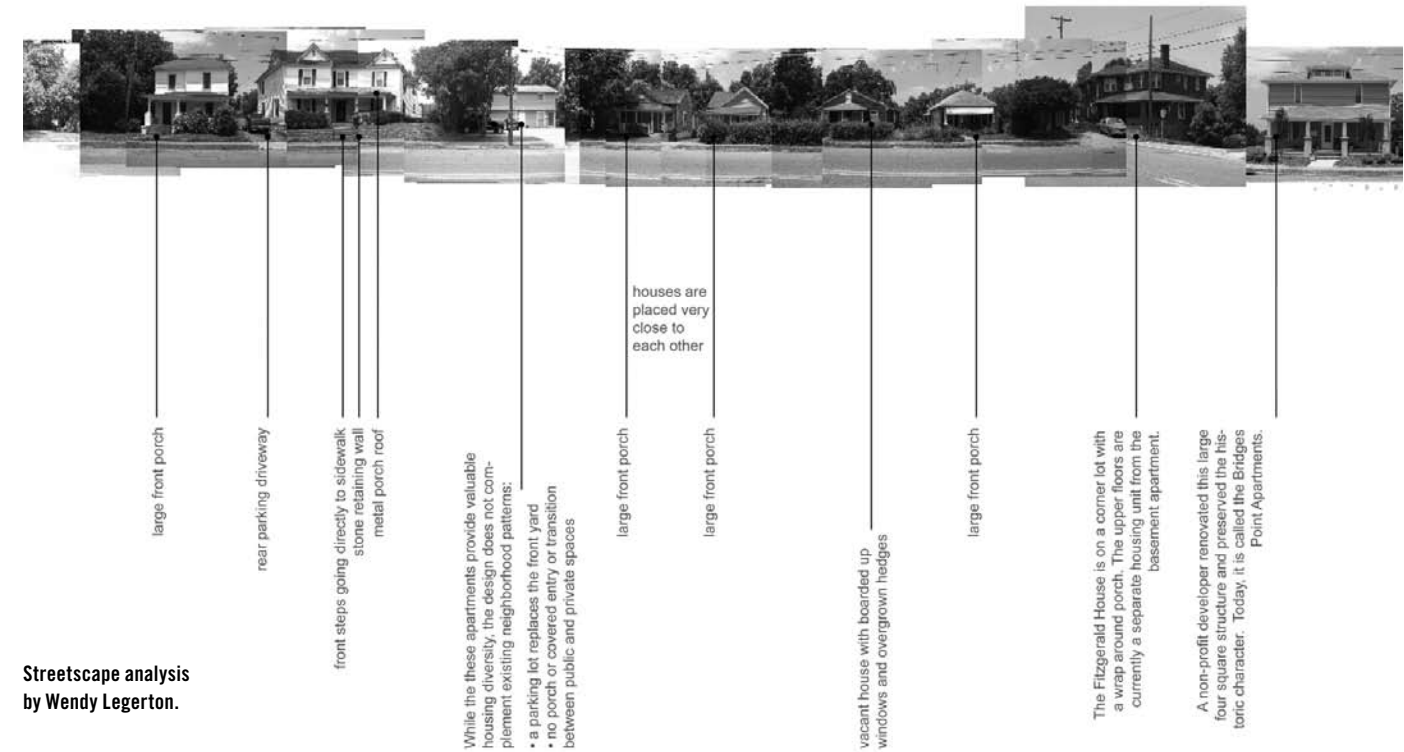 houses are
placed very
close to
each other
large front porch
rear parking driveway
front steps going directly to sidewalk
stone retaining wall
metal porch roof
While the these apartments provide valuable
housing diversity, the design does not com-
plement existing neighborhood patterns:
• a parking lot replaces the front yard
• no porch or covered entry or transition
between public and private spaces
large front porch
large front porch
vacant house with boarded up
windows and overgrown hedges
large front porch
The Fitzgerald House is on a corner lot with
a wrap around porch. The upper floors are
currently a separate housing unit from the
basement apartment.
A non-profit developer renovated this large
four square structure and preserved the his-
toric character. Today, it is called the Bridges
Point Apartments.
Streetscape analysis
by Wendy Legerton.